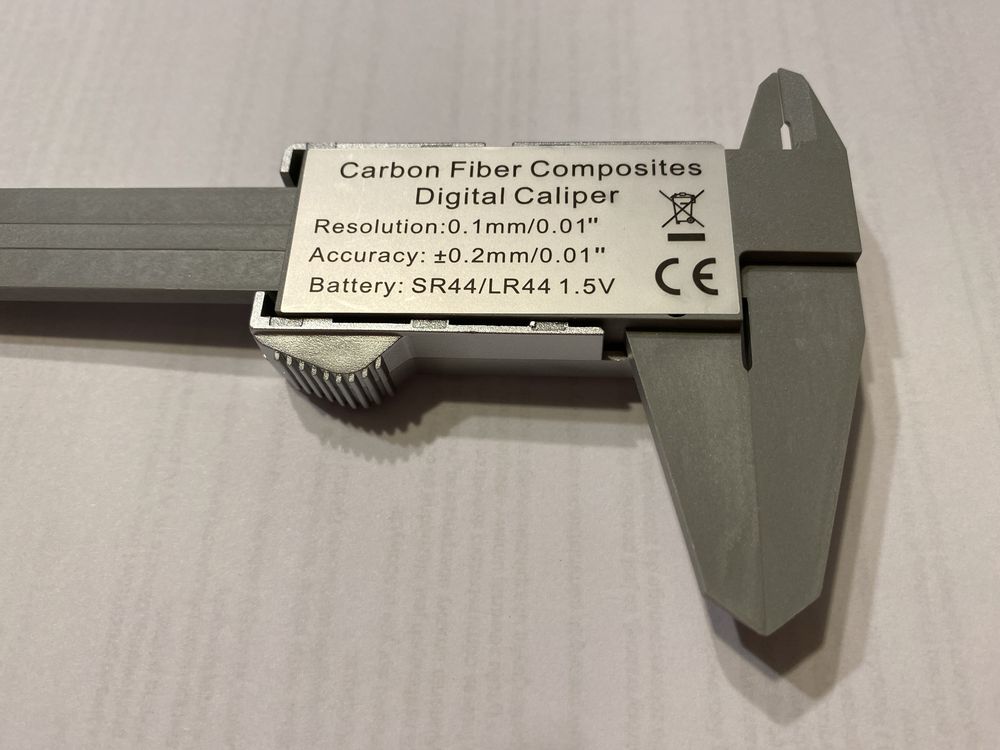 Carbon Fiber Composites
Digital Caliper
Resolution:0.1mm/0.01"
Accuracy: ±0.2mm/0.01"
Battery: SR44/LR44 1.5V
CE